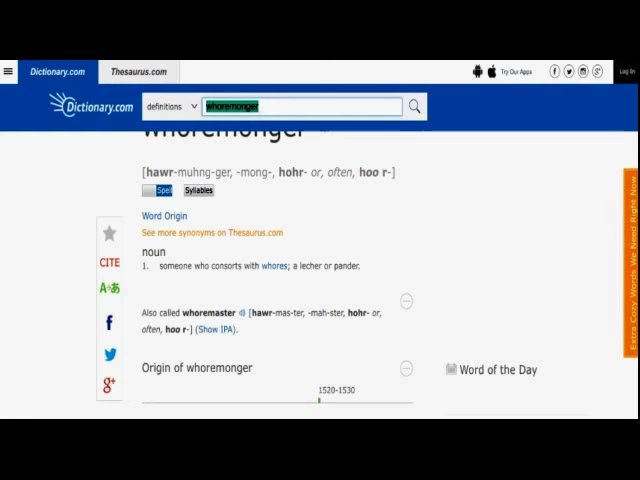 Dictionary.com
Thesaurus.com
Try Our Apps
Log In
Dictionary.com
definitions
whoremonger
whoremonger
[hawr-muhng-ger, -mong-, hohr- or, often, hoo r-]
Spell
Syllables
Word Origin
See more synonyms on Thesaurus.com
noun
1. someone who consorts with whores; a lecher or pander.
CITE
Also called whoremaster [hawr-mas-ter, -mah-ster, hohr- or,
often, hoo r-] (Show IPA).
Origin of whoremonger
1520-1530
Word of the Day
Extra Cozy Words We Need Right Now